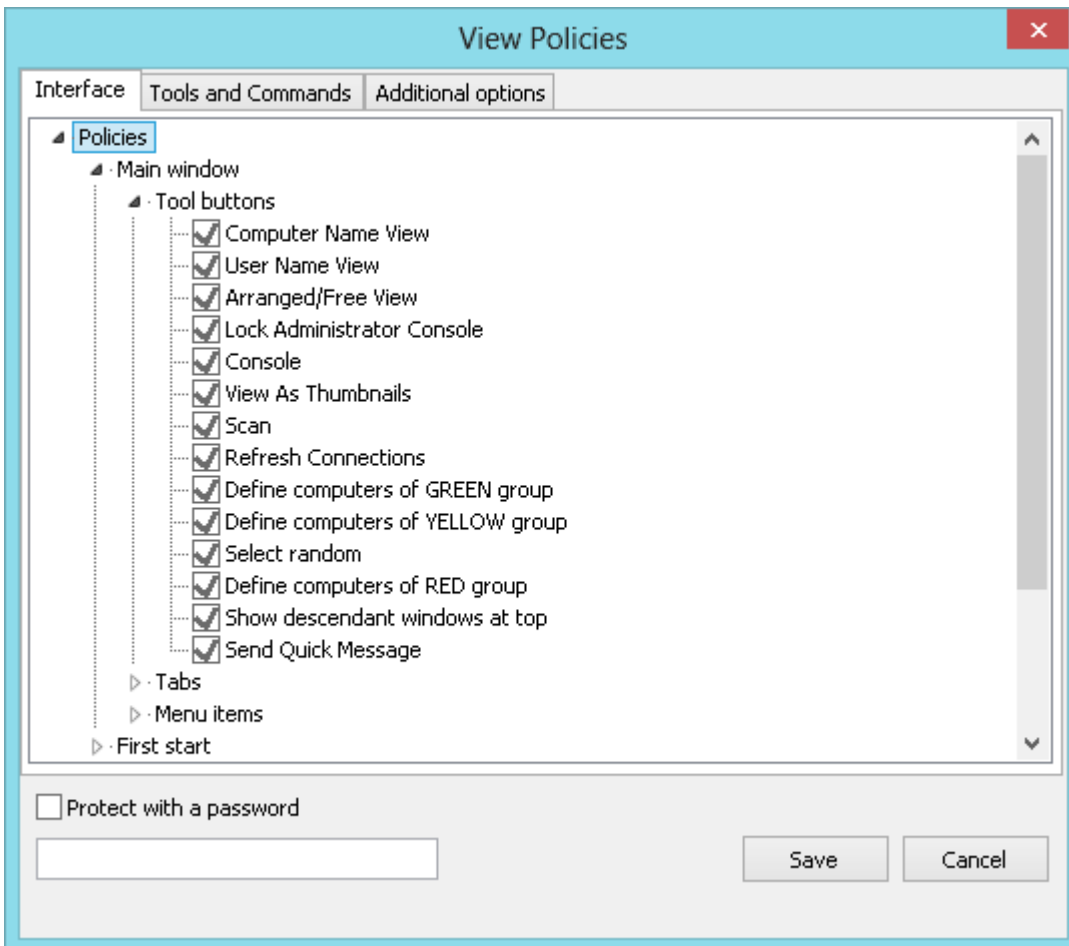 View Policies
Interface
Tools and Commands
Additional options
Policies
Main window
Tool buttons
Computer Name View
User Name View
Arranged/Free View
Lock Administrator Console
Console
View As Thumbnails
Scan
Refresh Connections
Define computers of GREEN group
Define computers of YELLOW group
Select random
Define computers of RED group
Show descendant windows at top
Send Quick Message
Tabs
Menu items
First start
Protect with a password
Save
Cancel